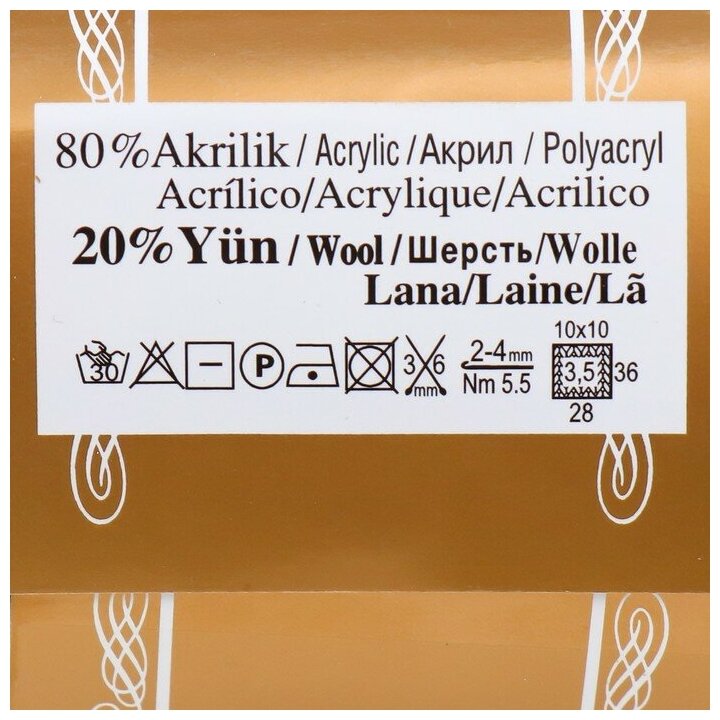 80%Akrilik / Acrylic / Акрил / Polyacryl
Acrílico/Acrylique/Acrilico
20%Yün / Wool / Шерсть/Wolle
Lana/Laine/Lã
10x10
30 P 3 6 mm 2-4mm Nm 5.5 3,5 36
28